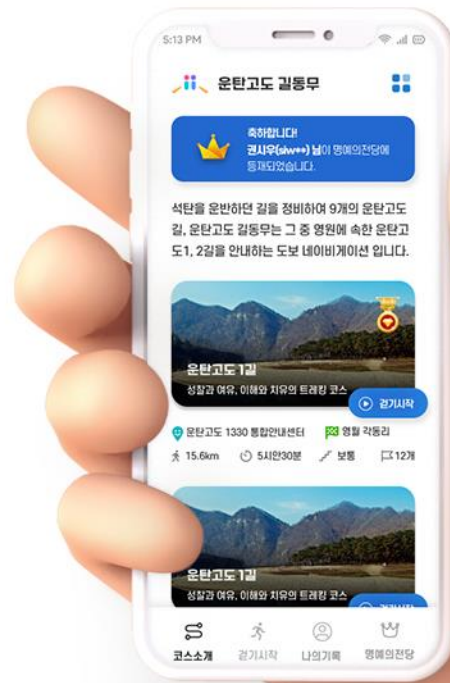 5:13 PM
운탄고도 길동무
축하합니다!
권시우(siw**) 님이 명예의전당에
등재되었습니다.
석탄을 운반하던 길을 정비하여 9개의 운탄고도
길, 운탄고도 길동무는 그 중 영원에 속한 운탄고
도1, 2길을 안내하는 도보 네이비게이션 입니다.
운탄고도 1길
성찰과 여유, 이해와 치유의 트레킹 코스
걷기시작
운탄고도 1330 통합안내센터
영월 각동리
15.6km
5시안30분
보통
12개
운탄고도 1길
성찰과 여유, 이해와 치유의 트레킹 코스
걷기시작
코스소개
걷기시작
나의기록
명예의전당